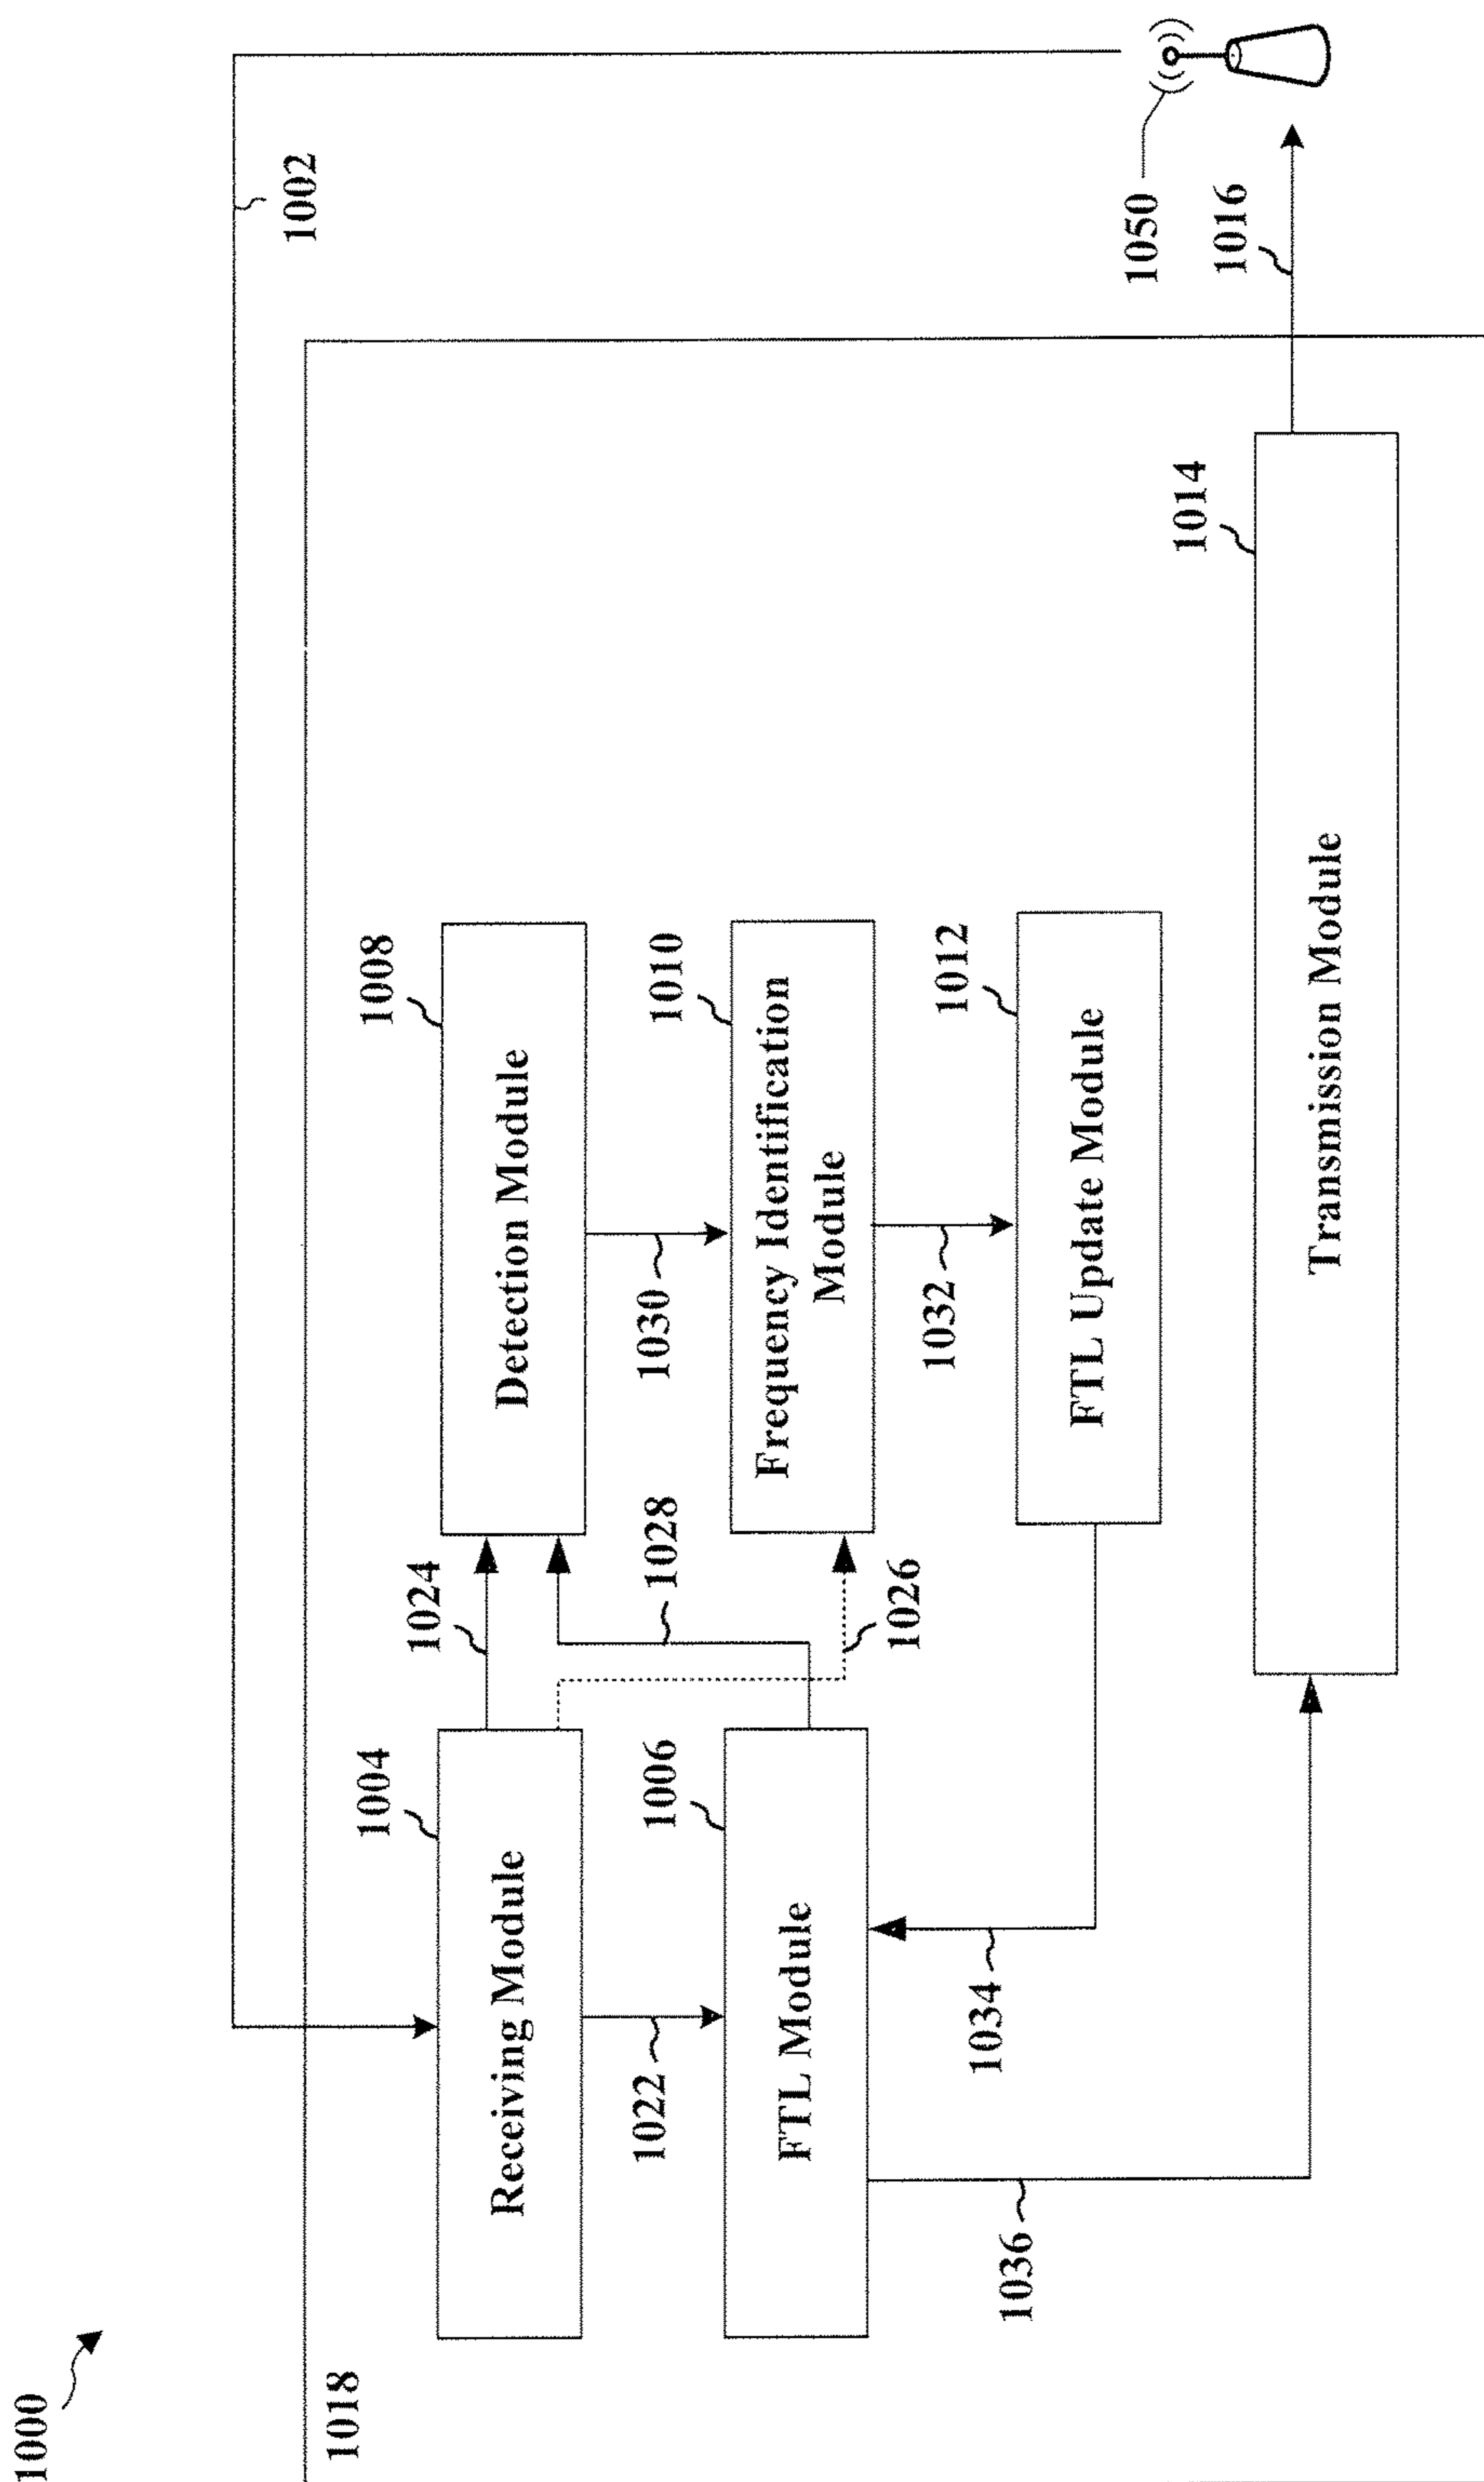 1000
1018
1002
1004
Receiving Module
1024
1008
Detection Module
1022
1028
1030
1006
FTL Module
1026
1010
Frequency Identification
Module
1034
1032
1012
FTL Update Module
1036
1014
Transmission Module
1050
1016